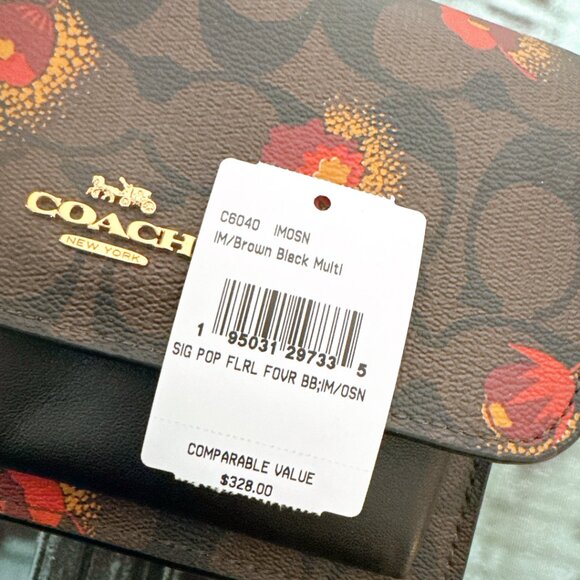 COACH
NEW YORK
C6040 IMOSN
IM/Brown Black Multi
1 95031 29733 5
SIG POP FLRL FOVR BB;IM/OSN
COMPARABLE VALUE
$328.00